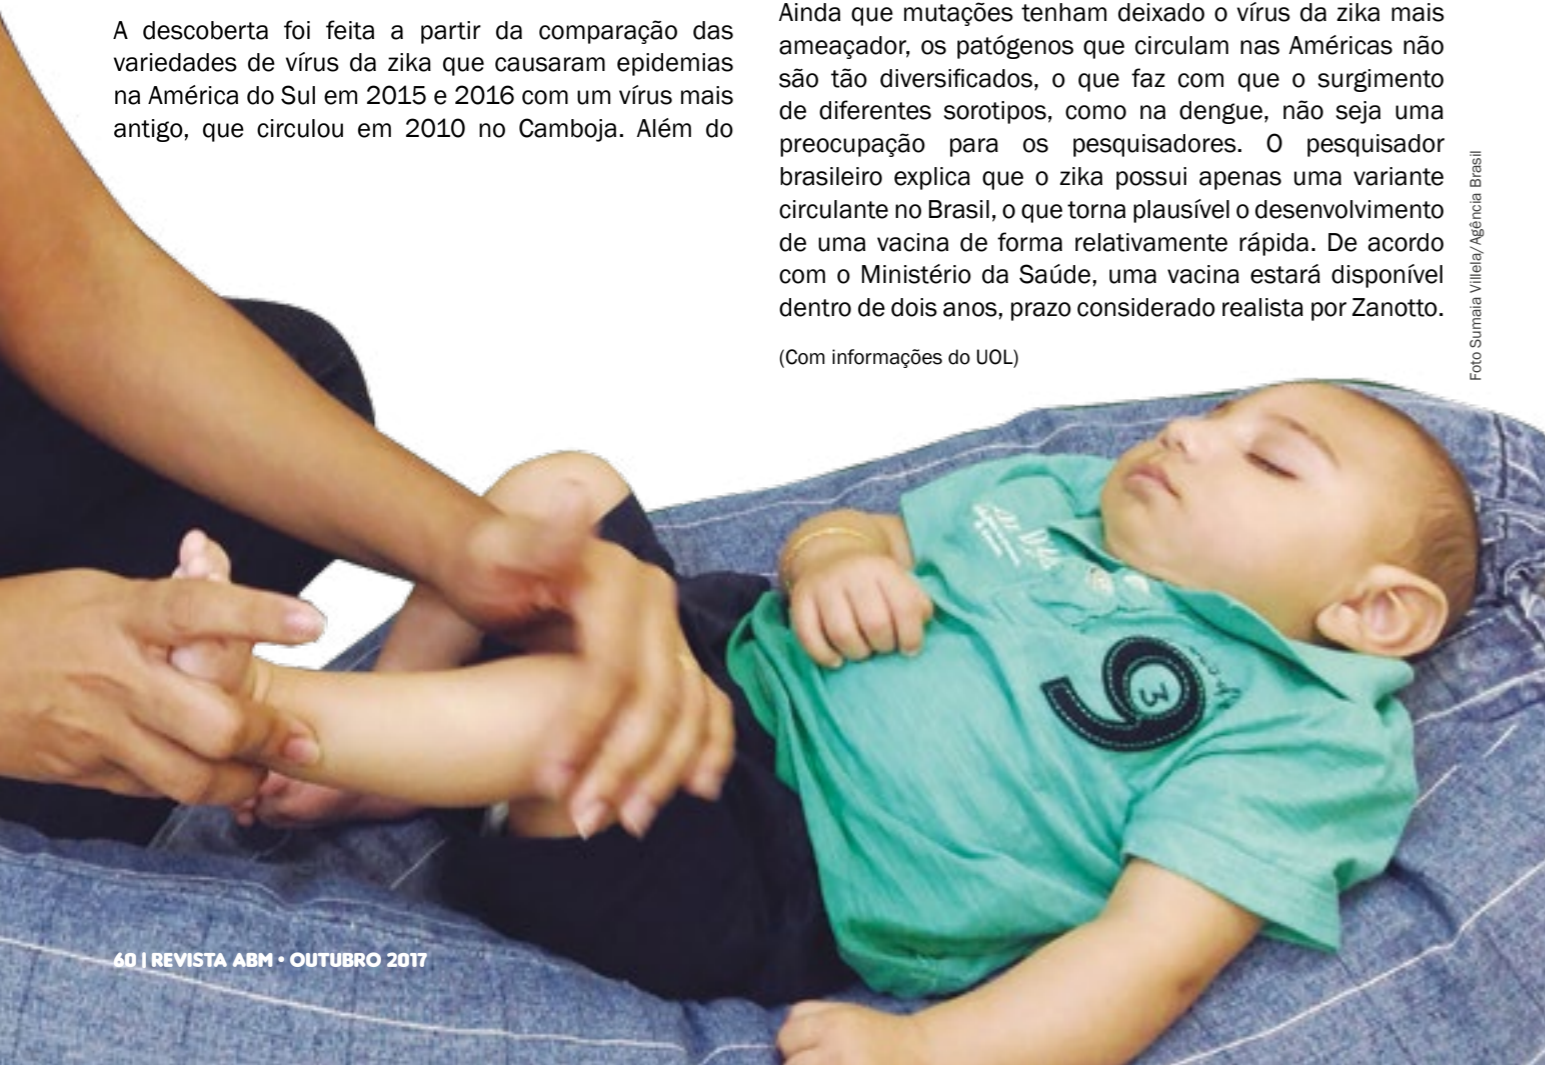 A descoberta foi feita a partir da comparação das
variedades de vírus da zika que causaram epidemias
na América do Sul em 2015 e 2016 com um vírus mais
antigo, que circulou em 2010 no Camboja. Além do
Ainda que mutações tenham deixado o vírus da zika mais
ameaçador, os patógenos que circulam nas Américas não
são tão diversificados, o que faz com que o surgimento
de diferentes sorotipos, como na dengue, não seja uma
preocupação para os pesquisadores. O pesquisador
brasileiro explica que o zika possui apenas uma variante
circulante no Brasil, o que torna plausível o desenvolvimento
de uma vacina de forma relativamente rápida. De acordo
com o Ministério da Saúde, uma vacina estará disponível
dentro de dois anos, prazo considerado realista por Zanotto.
(Com informações do UOL)
Foto Sumaia Villela/Agência Brasil
9
3
60 | REVISTA ABM • OUTUBRO 2017